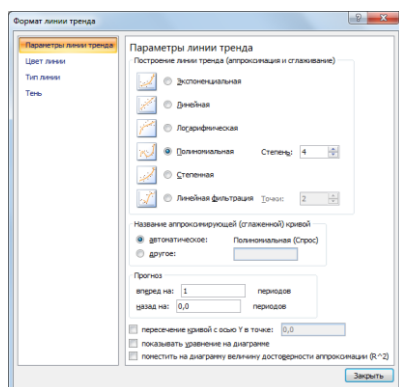 Формат линии тренда
Параметры линии тренда
Цвет линии
Тип линии
Тень
Параметры линии тренда
Построение линии тренда (аппроксимация и сглаживание)
Экспоненциальная
Линейная
Логарифмическая
Полиномиальная Степень: 4
Степенная
Линейная фильтрация Точки: 2
Название аппроксимирующей (сглаженной) кривой
автоматическое: Полиномиальная (Спрос)
другое:
Прогноз
вперед на: 1 периодов
назад на: 0,0 периодов
пересечение кривой с осью Y в точке: 0,0
показывать уравнение на диаграмме
поместить на диаграмму величину достоверности аппроксимации (R^2)
Закрыть